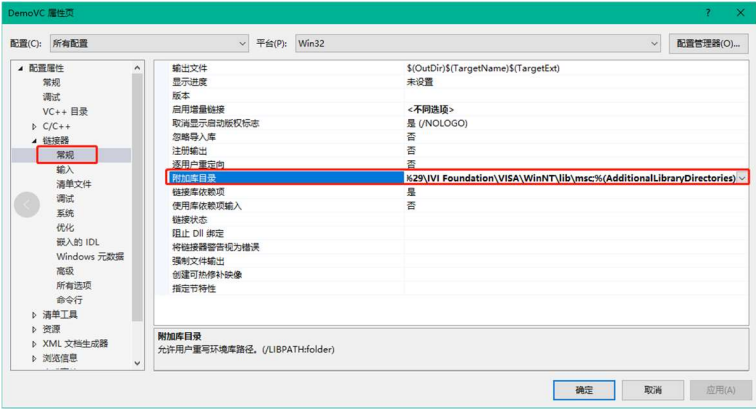 DemoVC 属性页
配置(C): 所有配置 平台(P): Win32 配置管理器(O)...
配置属性
常规
调试
VC++ 目录
C/C++
链接器
常规
输入
清单文件
调试
系统
优化
嵌入的 IDL
Windows 元数据
高级
所有选项
命令行
清单工具
资源
XML 文档生成器
浏览信息
输出文件 $(OutDir)$(TargetName)$(TargetExt)
显示进度 未设置
版本
启用增量链接 <不同选项>
取消显示启动版权标志 是 (/NOLOGO)
忽略导入库 否
注册输出 否
逐用户重定向 否
附加库目录 %29\IVI Foundation\VISA\WinNT\lib\msc;%(AdditionalLibraryDirectories)
链接库依赖项 是
使用库依赖项输入 否
链接状态
阻止 Dll 绑定
将链接器警告视为错误
强制文件输出
创建可热修补映像
指定节特性
附加库目录
允许用户重写环境库路径。(/LIBPATH:folder)
确定 取消 应用(A)